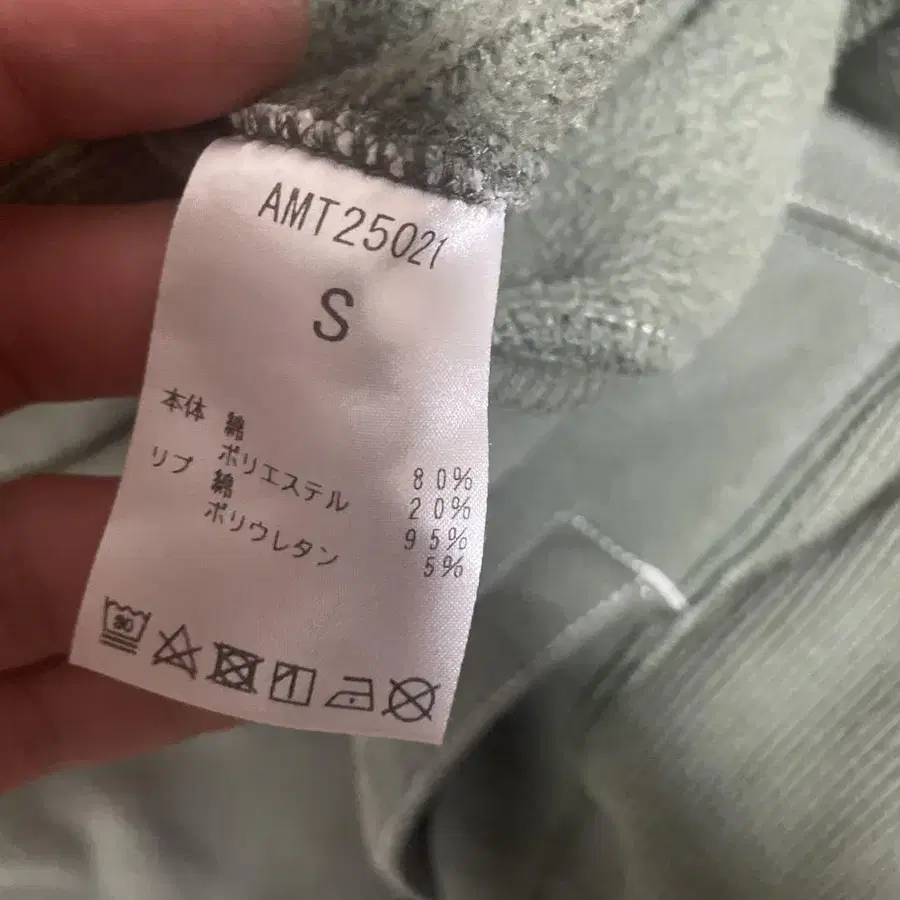 AMT25021
S
本体 綿 80%
ポリエステル 20%
リブ 綿 95%
ポリウレタン 5%
30